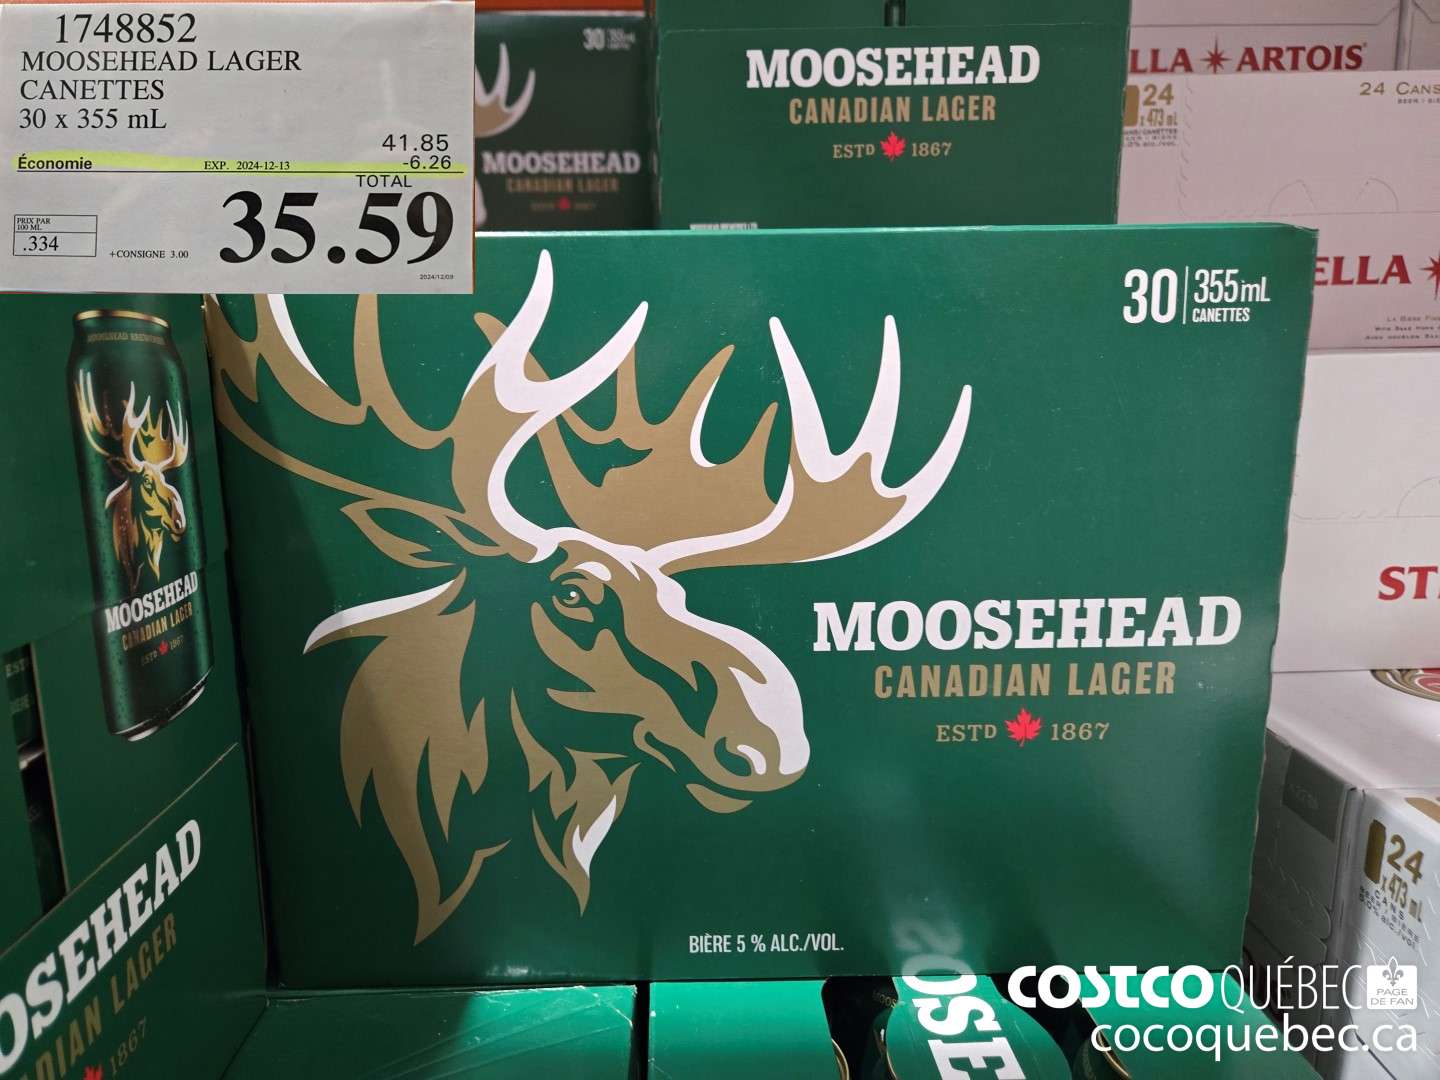 1748852
MOOSEHEAD LAGER
CANETTES
30 x 355 mL
41.85
Économie EXP. 2024-12-13 -6.26
TOTAL
35.59
PRIX PAR
100 ML
.334
+CONSIGNE 3.00
2024/12/09
30
MOOSEHEAD
CANADIAN LAGER
MOOSEHEAD
CANADIAN LAGER
ESTD 1867
LLA ARTOIS
24
x 473 mL
24 CANS
ELLA
ST
30 355mL
CANETTES
MOOSEHEAD
CANADIAN LAGER
ESTD 1867
BIÈRE 5 % ALC./VOL.
MOOSEHEAD
CANADIAN LAGER
ESTD 1867
OSEHEAD
DIAN LAGER
1867
OSE
24
x 473 mL
CANS
COSTCO QUÉBEC PAGE
DE FAN
cocoquebec.ca